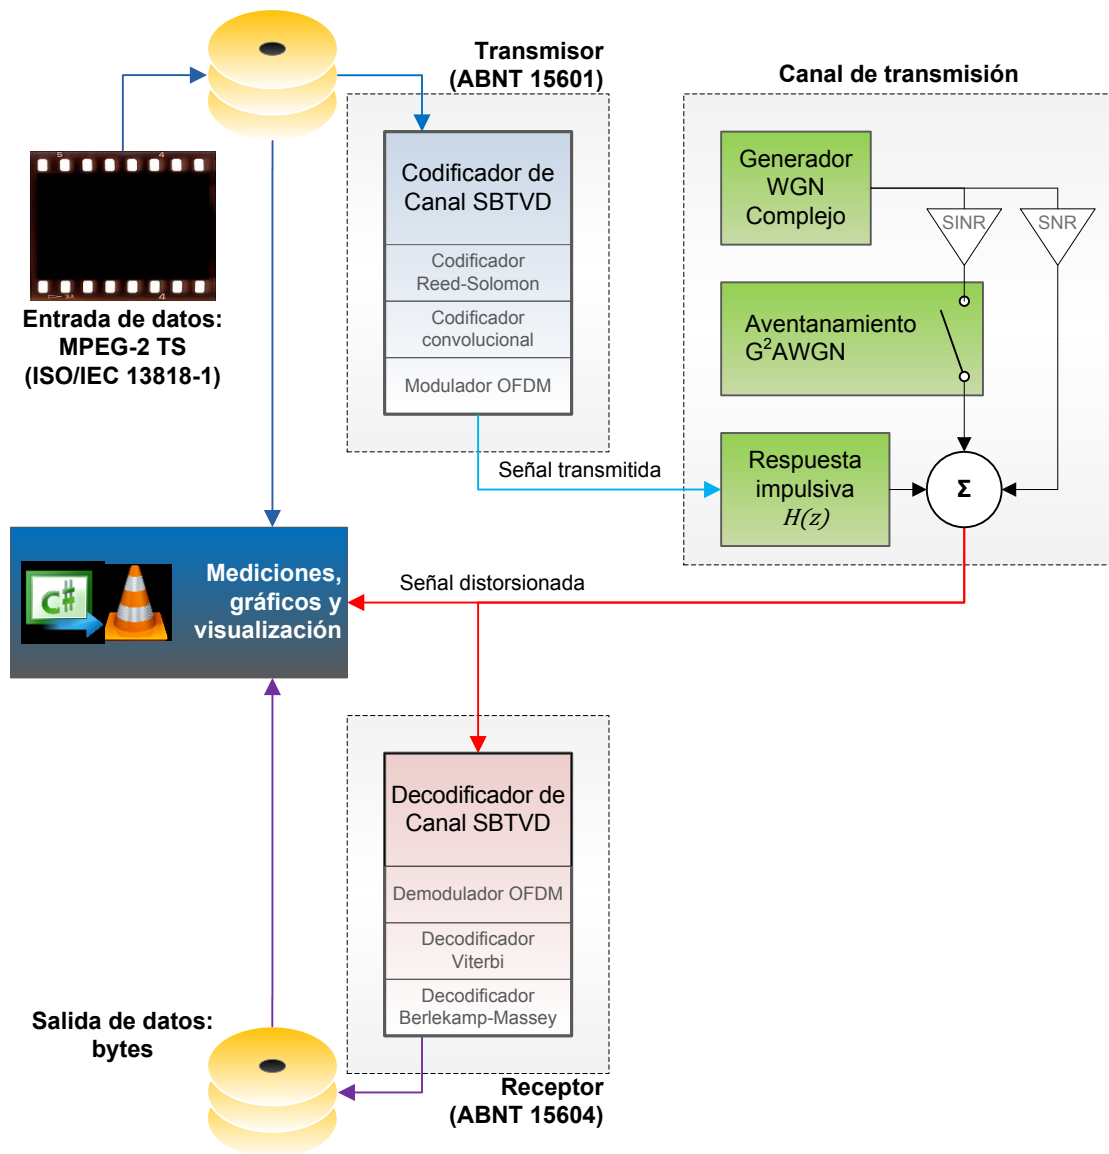 Transmisor
(ABNT 15601)
Canal de transmisión
Codificador de
Canal SBTVD
Codificador
Reed-Solomon
Codificador
convolucional
Modulador OFDM
Generador
WGN
Complejo
SINR
SNR
Aventanamiento
G²AWGN
Entrada de datos:
MPEG-2 TS
(ISO/IEC 13818-1)
Señal transmitida
Respuesta
impulsiva
H(z)
Σ
C#
Mediciones,
gráficos y
visualización
Señal distorsionada
Decodificador de
Canal SBTVD
Demodulador OFDM
Decodificador
Viterbi
Decodificador
Berlekamp-Massey
Salida de datos:
bytes
Receptor
(ABNT 15604)